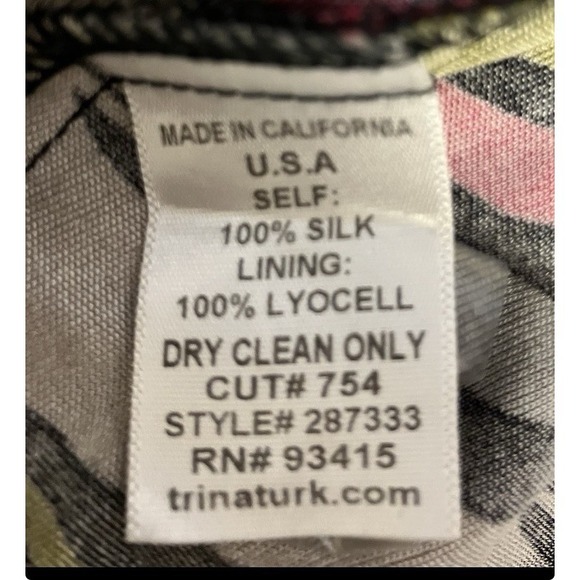 MADE IN CALIFORNIA
U.S.A
SELF:
100% SILK
LINING:
100% LYOCELL
DRY CLEAN ONLY
CUT# 754
STYLE# 287333
RN# 93415
trinaturk.com